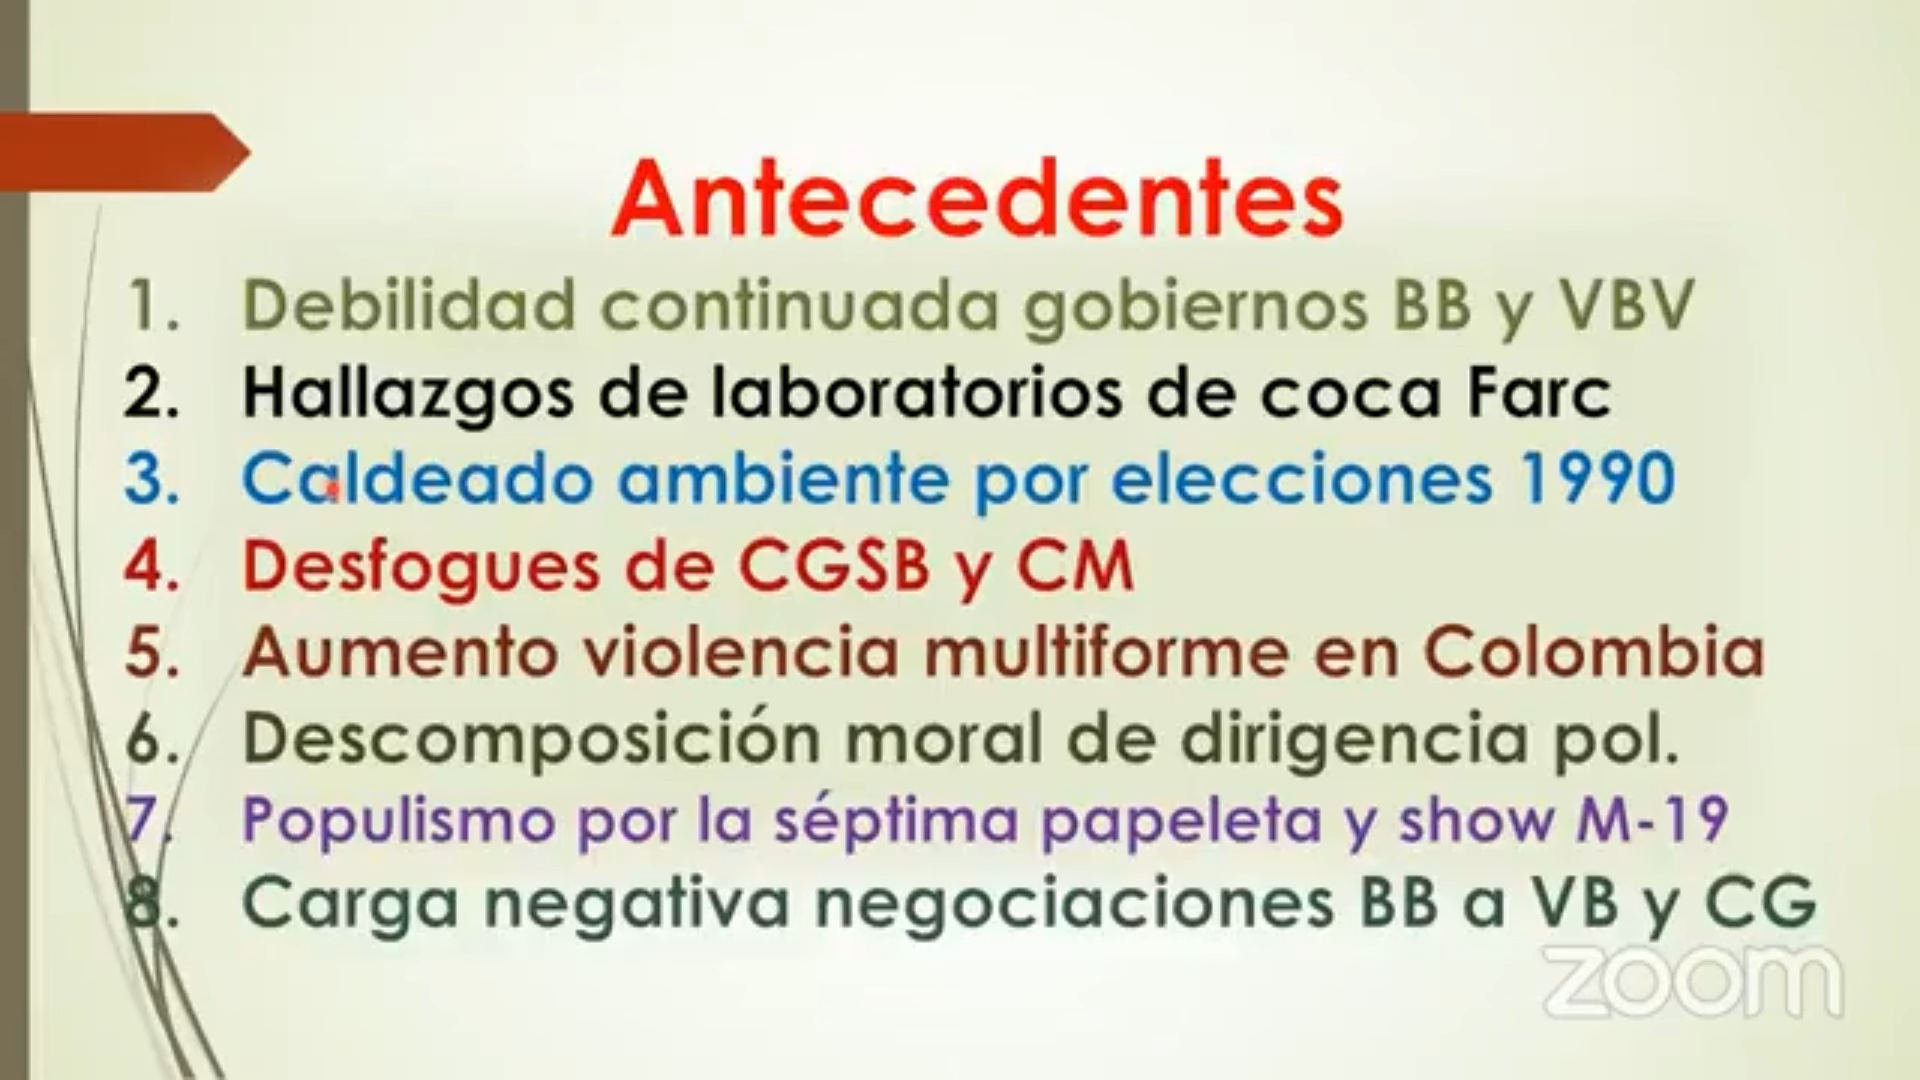 Antecedentes
1. Debilidad continuada gobiernos BB y VBV
2. Hallazgos de laboratorios de coca Farc
3. Caldeado ambiente por elecciones 1990
4. Desfogues de CGSB y CM
5. Aumento violencia multiforme en Colombia
6. Descomposición moral de dirigencia pol.
7. Populismo por la séptima papeleta y show M-19
8. Carga negativa negociaciones BB a VB y CG
zoom